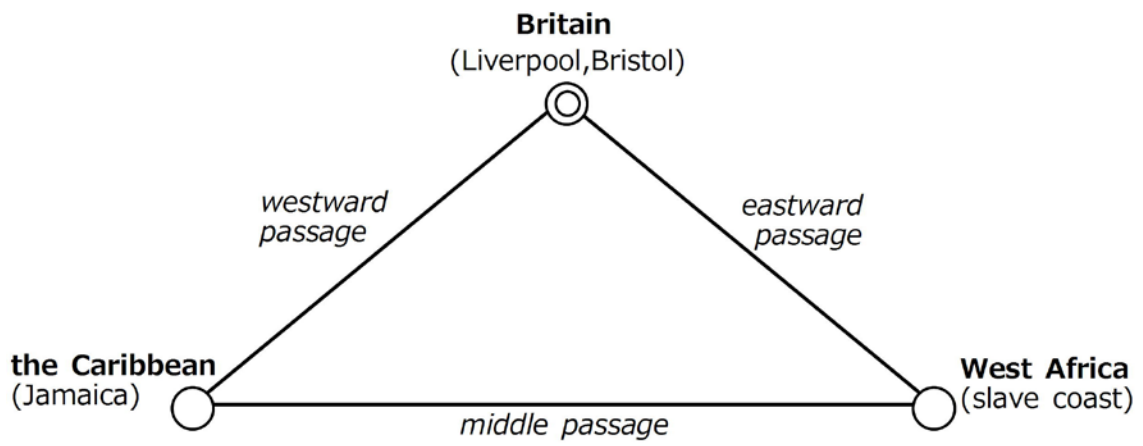 Britain
(Liverpool,Bristol)
westward
passage
eastward
passage
the Caribbean
(Jamaica)
West Africa
(slave coast)
middle passage